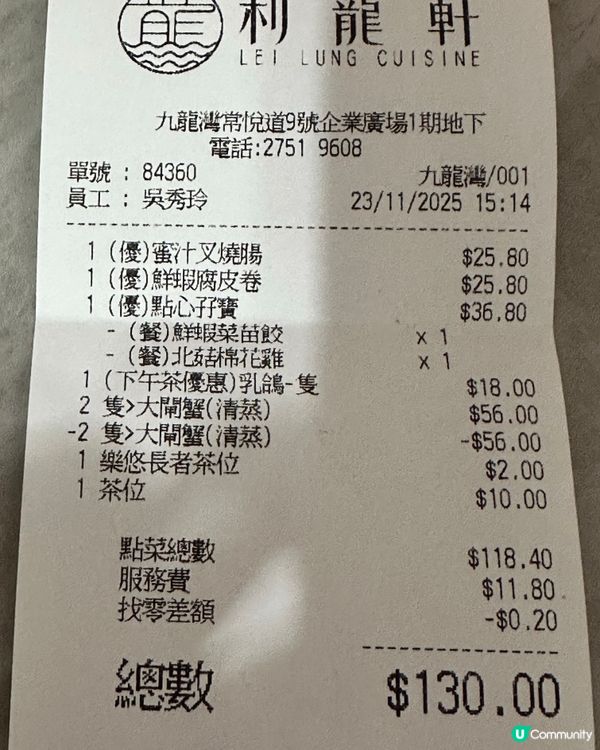 龍
利龍軒
LEI LUNG CUISINE
九龍灣常悅道9號企業廣場1期地下
電話:2751 9608
單號 : 84360 九龍灣/001
員工 : 吳秀玲 23/11/2025 15:14
1 (優)蜜汁叉燒腸 $25.80
1 (優)鮮蝦腐皮卷 $25.80
1 (優)點心孖寶 $36.80
- (餐)鮮蝦菜苗餃 x 1
- (餐)北菇棉花雞 x 1
1 (下午茶優惠)乳鴿-隻 $18.00
2 隻>大閘蟹(清蒸) $56.00
-2 隻>大閘蟹(清蒸) -$56.00
1 樂悠長者茶位 $2.00
1 茶位 $10.00
點菜總數 $118.40
服務費 $11.80
找零差額 -$0.20
總數 $130.00
U Community